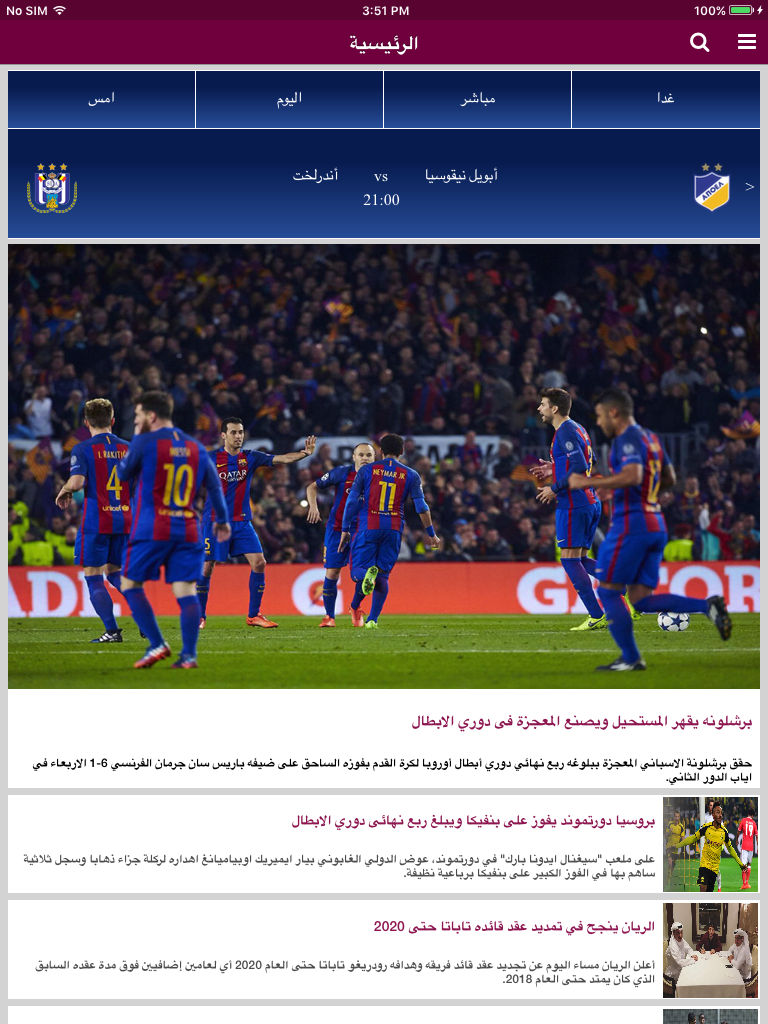 No SIM 3:51 PM 100%
الرئيسية
غدا مباشر اليوم امس
أبويل نيقوسيا vs أندرلخت
>
21:00
APOEL
I. RAKITIC
4
unicef
MESSI
10
QATAR
5
NEYMAR JR
11
12
ADE
G
GATOR
برشلونه يقهر المستحيل ويصنع المعجزة فى دوري الابطال
حقق برشلونة الاسباني المعجزة ببلوغه ربع نهائي دوري أبطال أوروبا لكرة القدم بفوزه الساحق على ضيفه باريس سان جرمان الفرنسي 6-1 الاربعاء في
اياب الدور الثاني.
بروسيا دورتموند يفوز على بنفيكا ويبلغ ربع نهائى دوري الابطال
على ملعب "سيغنال ايدونا بارك" في دورتموند، عوض الدولي الغابوني بيار ايميريك اوبيامیانغ اهداره لركلة جزاء ذهابا وسجل ثلاثية
ساهم بها في الفوز الكبير على بنفيكا برباعية نظيفة.
19
الريان ينجح في تمديد عقد قائده تاباتا حتى 2020
أعلن الريان مساء اليوم عن تجديد عقد قائد فريقه وهدافه رودريغو تاباتا حتى العام 2020 أي لعامين إضافيين فوق مدة عقده السابق
الذي كان يمتد حتى العام 2018.